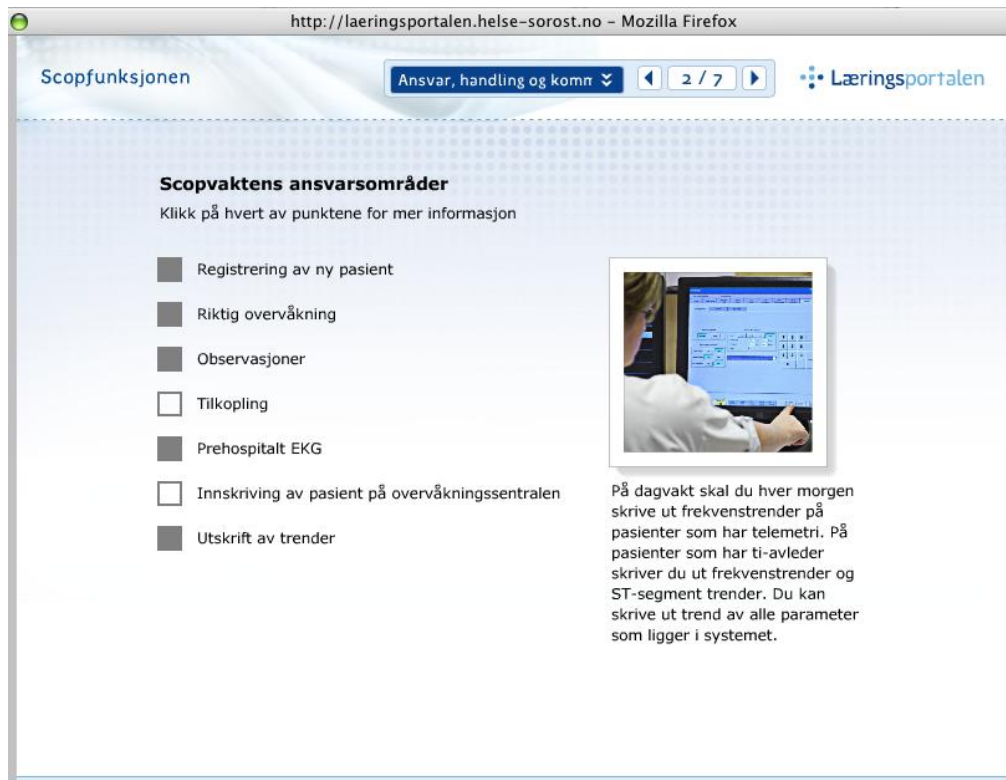 http://laeringsportalen.helse-sorost.no – Mozilla Firefox
Scopfunksjonen
Ansvar, handling og komm
2 / 7
Læringsportalen
Scopvaktens ansvarsområder
Klikk på hvert av punktene for mer informasjon
Registrering av ny pasient
Riktig overvåkning
Observasjoner
Tilkopling
Prehospitalt EKG
Innskriving av pasient på overvåkningssentralen
Utskrift av trender
På dagvakt skal du hver morgen
skrive ut frekvenstrender på
pasienter som har telemetri. På
pasienter som har ti-avleder
skriver du ut frekvenstrender og
ST-segment trender. Du kan
skrive ut trend av alle parameter
som ligger i systemet.